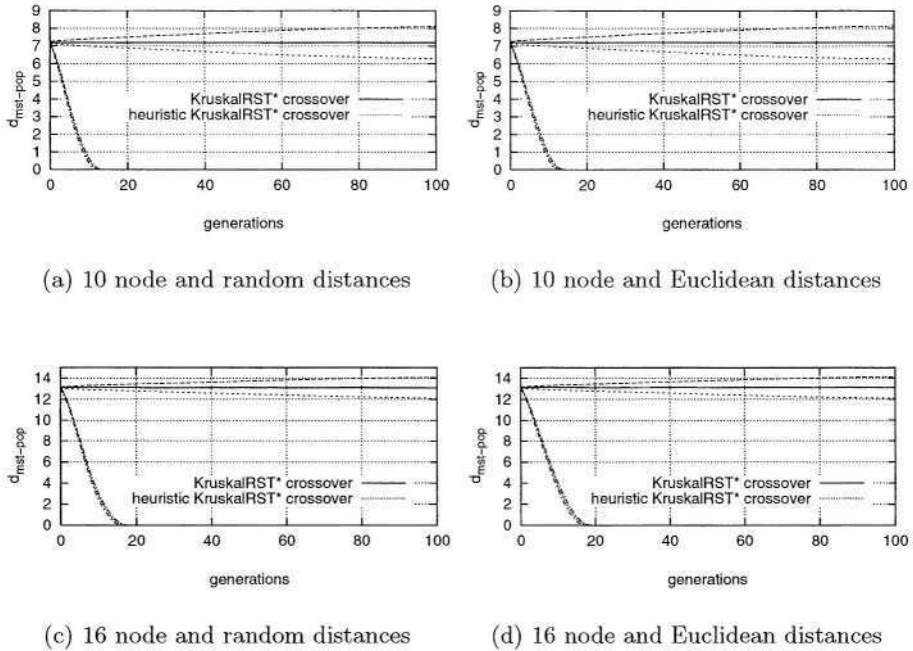 9
8
7
6
5
4
3
2
1
0
d_mst-pop
KruskalRST* crossover
heuristic KruskalRST* crossover
0 20 40 60 80 100
generations
(a) 10 node and random distances
9
8
7
6
5
4
3
2
1
0
d_mst-pop
KruskalRST* crossover
heuristic KruskalRST* crossover
0 20 40 60 80 100
generations
(b) 10 node and Euclidean distances
14
12
10
8
6
4
2
0
d_mst-pop
KruskalRST* crossover
heuristic KruskalRST* crossover
0 20 40 60 80 100
generations
(c) 16 node and random distances
14
12
10
8
6
4
2
0
d_mst-pop
KruskalRST* crossover
heuristic KruskalRST* crossover
0 20 40 60 80 100
generations
(d) 16 node and Euclidean distances